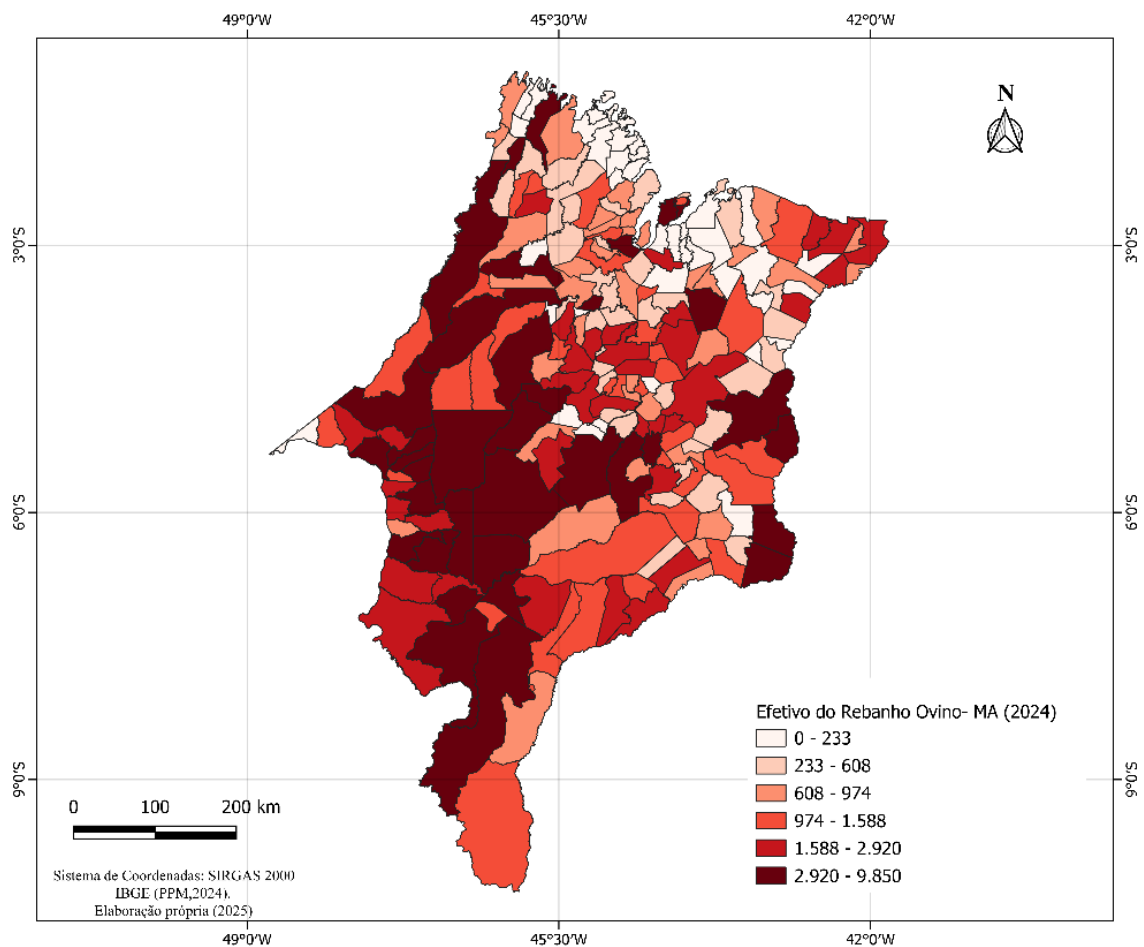 49°0'W 45°30'W 42°0'W
N
3°0'S 3°0'S
6°0'S 6°0'S
9°0'S 9°0'S
Efetivo do Rebanho Ovino- MA (2024)
0 - 233
233 - 608
608 - 974
974 - 1.588
1.588 - 2.920
2.920 - 9.850
0 100 200 km
Sistema de Coordenadas: SIRGAS 2000
IBGE (PPM,2024).
Elaboração própria (2025)
49°0'W 45°30'W 42°0'W